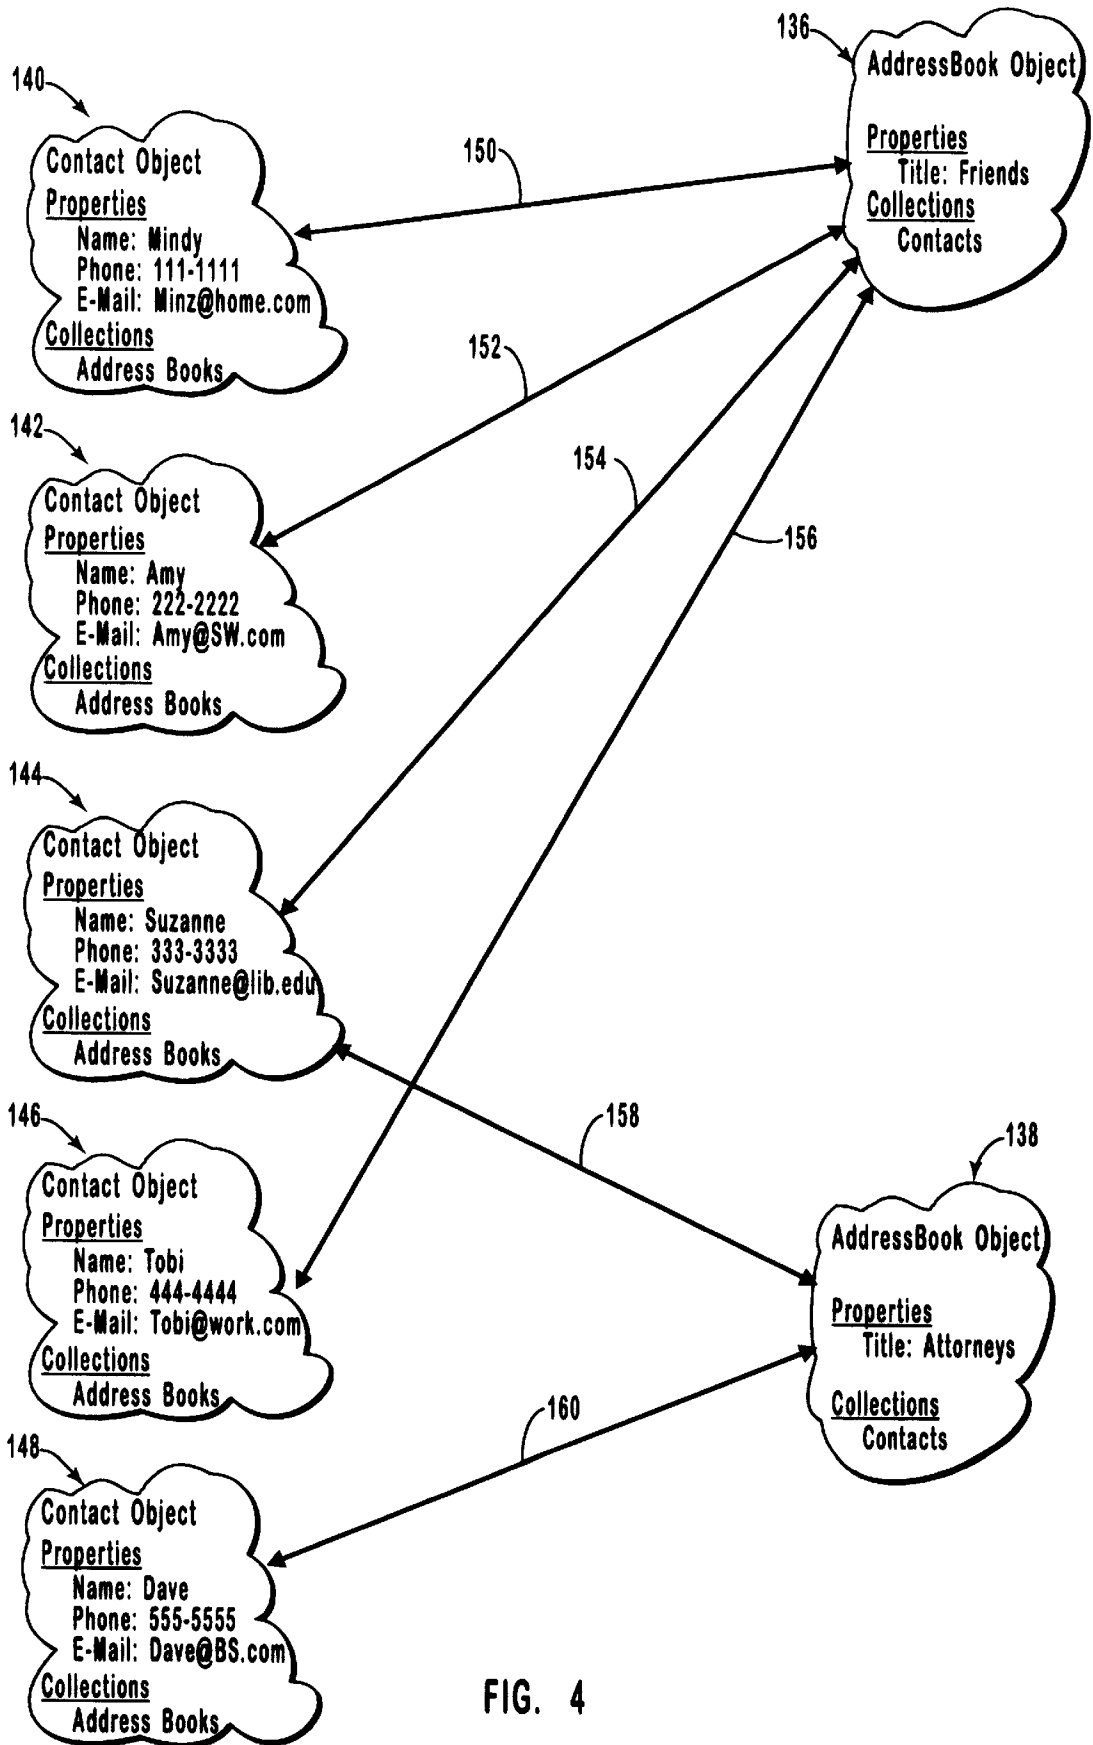 136
AddressBook Object
Properties
Title: Friends
Collections
Contacts
140
Contact Object
Properties
Name: Mindy
Phone: 111-1111
E-Mail: Minz@home.com
Collections
Address Books
150
152
142
Contact Object
Properties
Name: Amy
Phone: 222-2222
E-Mail: Amy@SW.com
Collections
Address Books
154
156
144
Contact Object
Properties
Name: Suzanne
Phone: 333-3333
E-Mail: Suzanne@lib.edu
Collections
Address Books
158
146
Contact Object
Properties
Name: Tobi
Phone: 444-4444
E-Mail: Tobi@work.com
Collections
Address Books
138
AddressBook Object
Properties
Title: Attorneys
Collections
Contacts
160
148
Contact Object
Properties
Name: Dave
Phone: 555-5555
E-Mail: Dave@BS.com
Collections
Address Books
FIG. 4